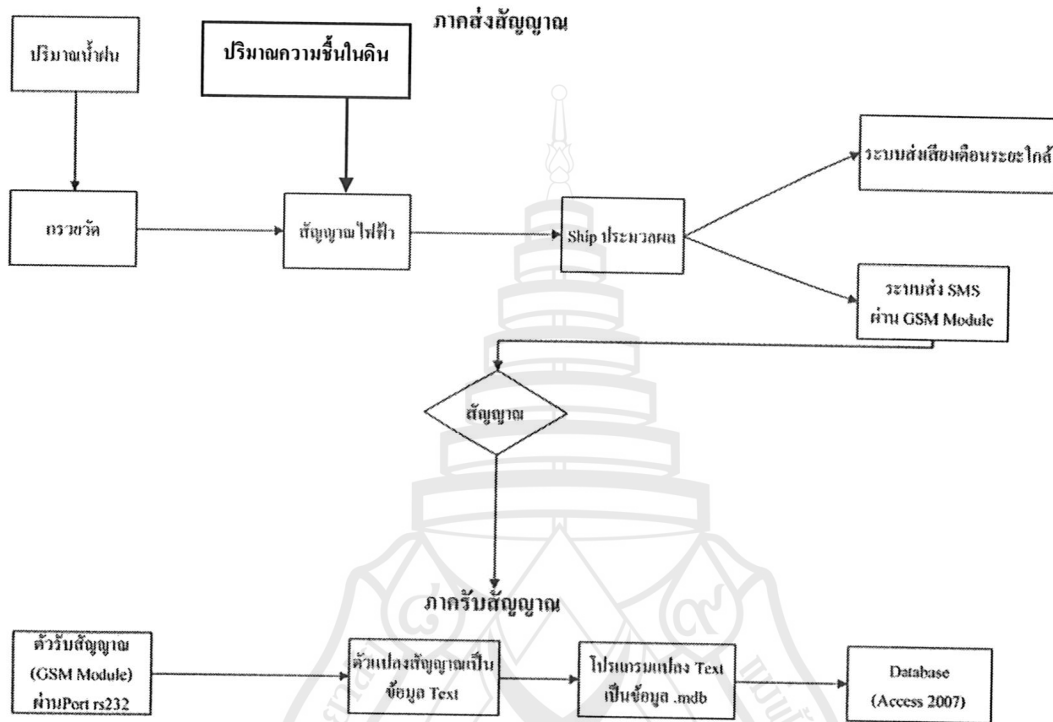 ภาคส่งสัญญาณ
ปริมาณน้ำฝน
ปริมาณความชื้นในดิน
ระบบส่งเสียงเตือนระยะใกล้
กรวยวัด
สัญญาณไฟฟ้า
Ship ประมวลผล
ระบบส่ง SMS
ผ่าน GSM Module
สัญญาณ
ภาครับสัญญาณ
ตัวรับสัญญาณ
(GSM Module)
ผ่านPort rs232
ตัวแปลงสัญญาณเป็น
ข้อมูล Text
โปรแกรมแปลง Text
เป็นข้อมูล .mdb
Database
(Access 2007)